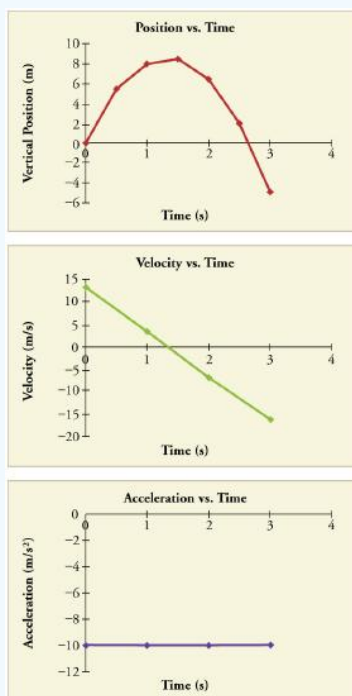 Position vs. Time
10
8
6
4
2
0
−2
−4
−6
0 1 2 3 4
Vertical Position (m)
Time (s)
Velocity vs. Time
15
10
5
0
−5
−10
−15
−20
0 1 2 3 4
Velocity (m/s)
Time (s)
Acceleration vs. Time
0
−2
−4
−6
−8
−10
−12
0 1 2 3 4
Acceleration (m/s²)
Time (s)